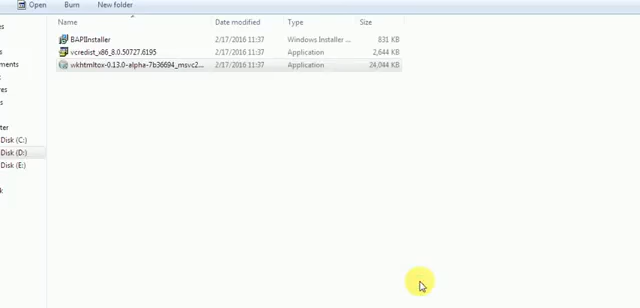 Open Burn New folder
Name Date modified Type Size
BAPIInstaller 2/17/2016 11:37 Windows Installer ... 831 KB
vcredist_x86_8.0.50727.6195 2/17/2016 11:37 Application 2,644 KB
wkhtmltox-0.13.0-alpha-7b36694_msvc2... 2/17/2016 11:37 Application 24,044 KB
Disk (C:)
Disk (D:)
Disk (E:)